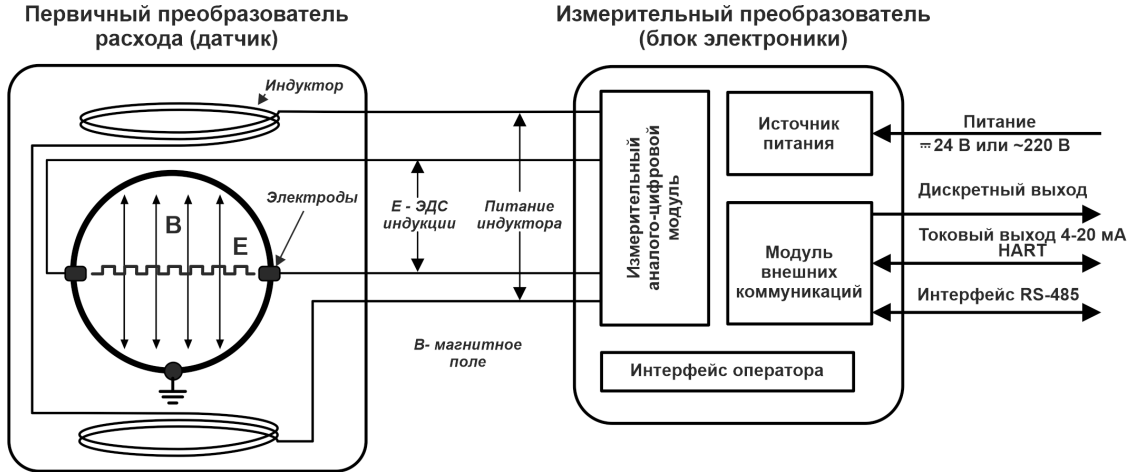 Первичный преобразователь
расхода (датчик)
Измерительный преобразователь
(блок электроники)
Индуктор
Электроды
B
E
E - ЭДС
индукции
Питание
индуктора
B- магнитное
поле
Измерительный
аналого-цифровой
модуль
Источник
питания
Модуль
внешних
коммуникаций
Интерфейс оператора
Питание
⎓24 В или ~220 В
Дискретный выход
Токовый выход 4-20 мА
HART
Интерфейс RS-485